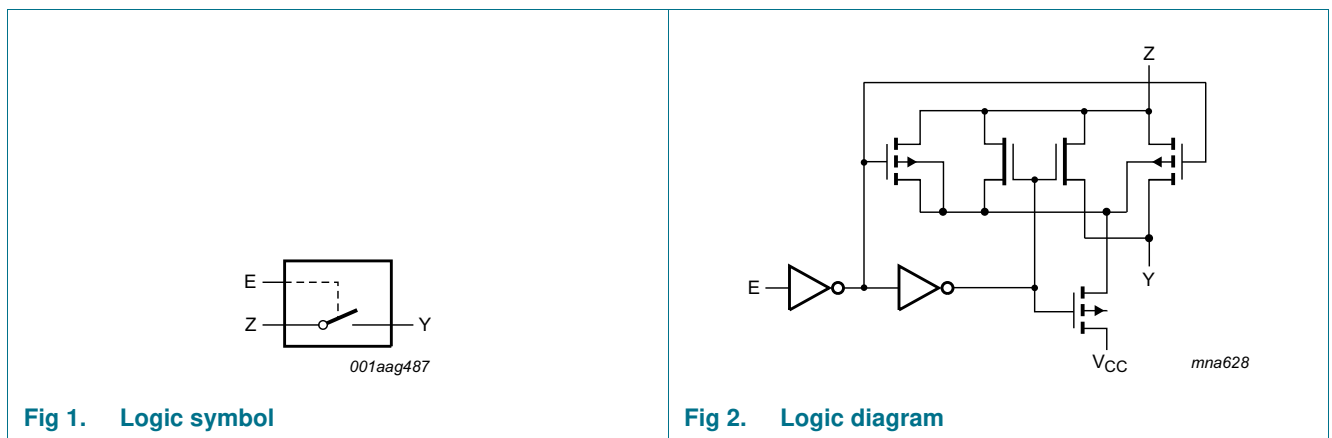 E
Z
Y
001aag487
Fig 1. Logic symbol
Z
E
Y
VCC
mna628
Fig 2. Logic diagram